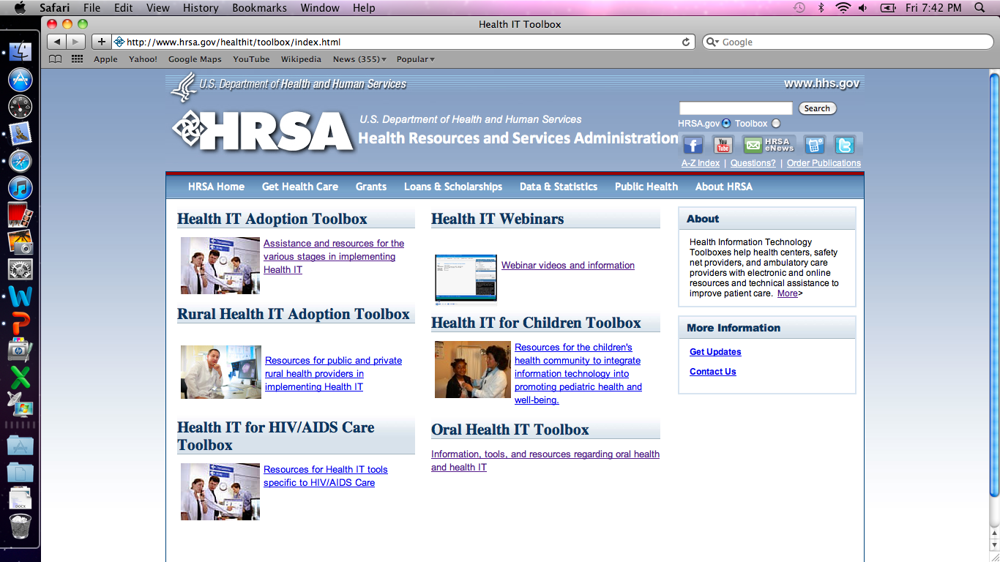 Safari File Edit View History Bookmarks Window Help Fri 7:42 PM
Health IT Toolbox
http://www.hrsa.gov/healthit/toolbox/index.html
Google
Apple Yahoo! Google Maps YouTube Wikipedia News (355) Popular
U.S. Department of Health and Human Services
www.hhs.gov
HRSA
U.S. Department of Health and Human Services
Health Resources and Services Administration
Search
HRSA.gov Toolbox
f You Tube HRSA eNews
A-Z Index | Questions? | Order Publications
HRSA Home Get Health Care Grants Loans & Scholarships Data & Statistics Public Health About HRSA
Health IT Adoption Toolbox
Assistance and resources for the
various stages in implementing
Health IT
Rural Health IT Adoption Toolbox
Resources for public and private
rural health providers in
implementing Health IT
Health IT for HIV/AIDS Care
Toolbox
Resources for Health IT tools
specific to HIV/AIDS Care
Health IT Webinars
Webinar videos and information
Health IT for Children Toolbox
Resources for the children's
health community to integrate
information technology into
promoting pediatric health and
well-being.
Oral Health IT Toolbox
Information, tools, and resources regarding oral health
and health IT
About
Health Information Technology
Toolboxes help health centers, safety
net providers, and ambulatory care
providers with electronic and online
resources and technical assistance to
improve patient care. More>
More Information
Get Updates
Contact Us
DOCX